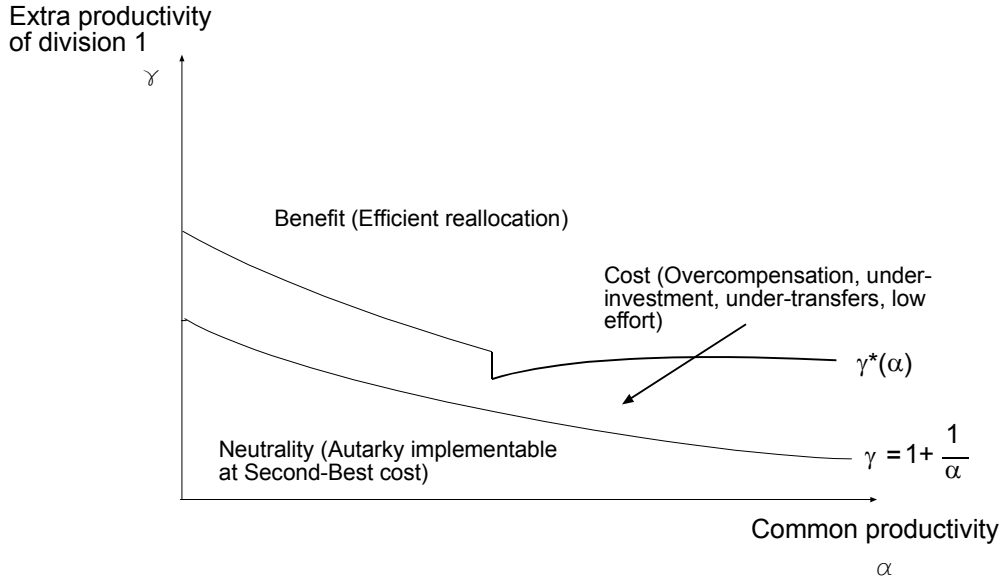 Extra productivity
of division 1
γ
Benefit (Efficient reallocation)
Cost (Overcompensation, under-
investment, under-transfers, low
effort)
γ*(α)
Neutrality (Autarky implementable
at Second-Best cost)
γ = 1+ 1/α
Common productivity
α